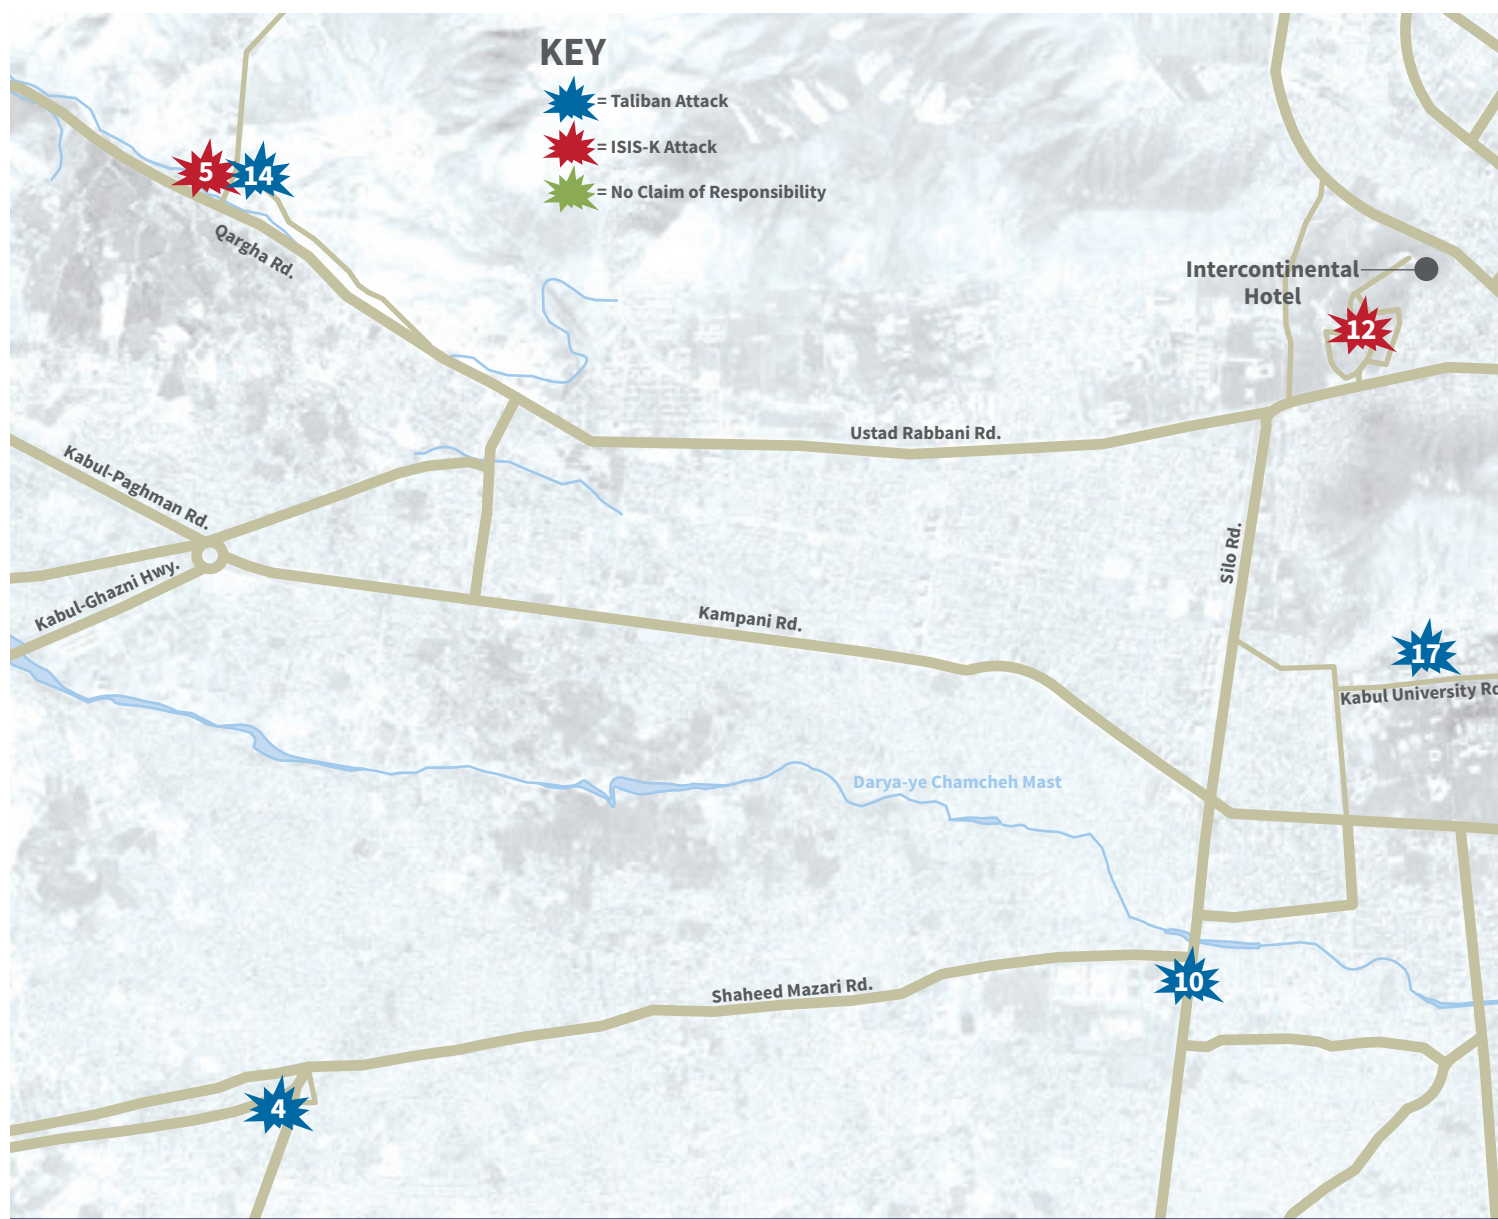 KEY
= Taliban Attack
= ISIS-K Attack
= No Claim of Responsibility
5
14
Qargha Rd.
Intercontinental
Hotel
12
Ustad Rabbani Rd.
Kabul-Paghman Rd.
Kabul-Ghazni Hwy.
Silo Rd.
Kampani Rd.
17
Kabul University Rd
Darya-ye Chamcheh Mast
10
Shaheed Mazari Rd.
4